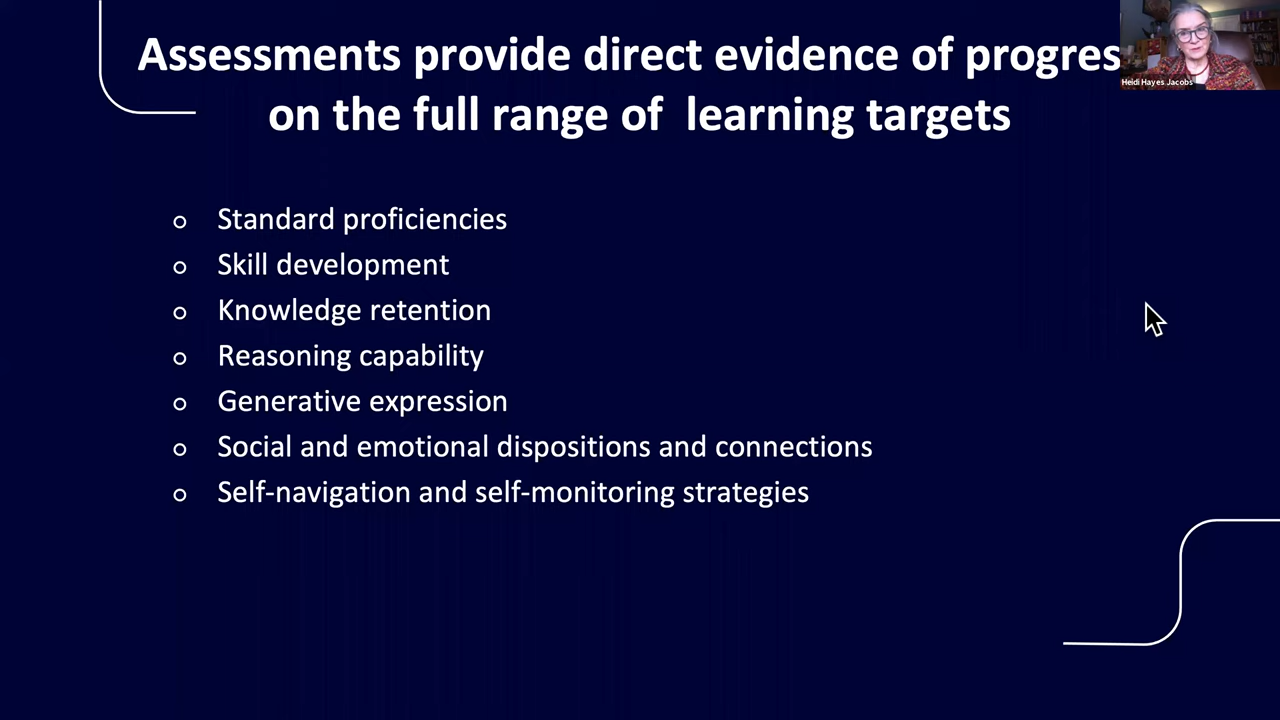 Assessments provide direct evidence of progres
on the full range of learning targets
Heidi Hayes Jacobs
Standard proficiencies
Skill development
Knowledge retention
Reasoning capability
Generative expression
Social and emotional dispositions and connections
Self-navigation and self-monitoring strategies